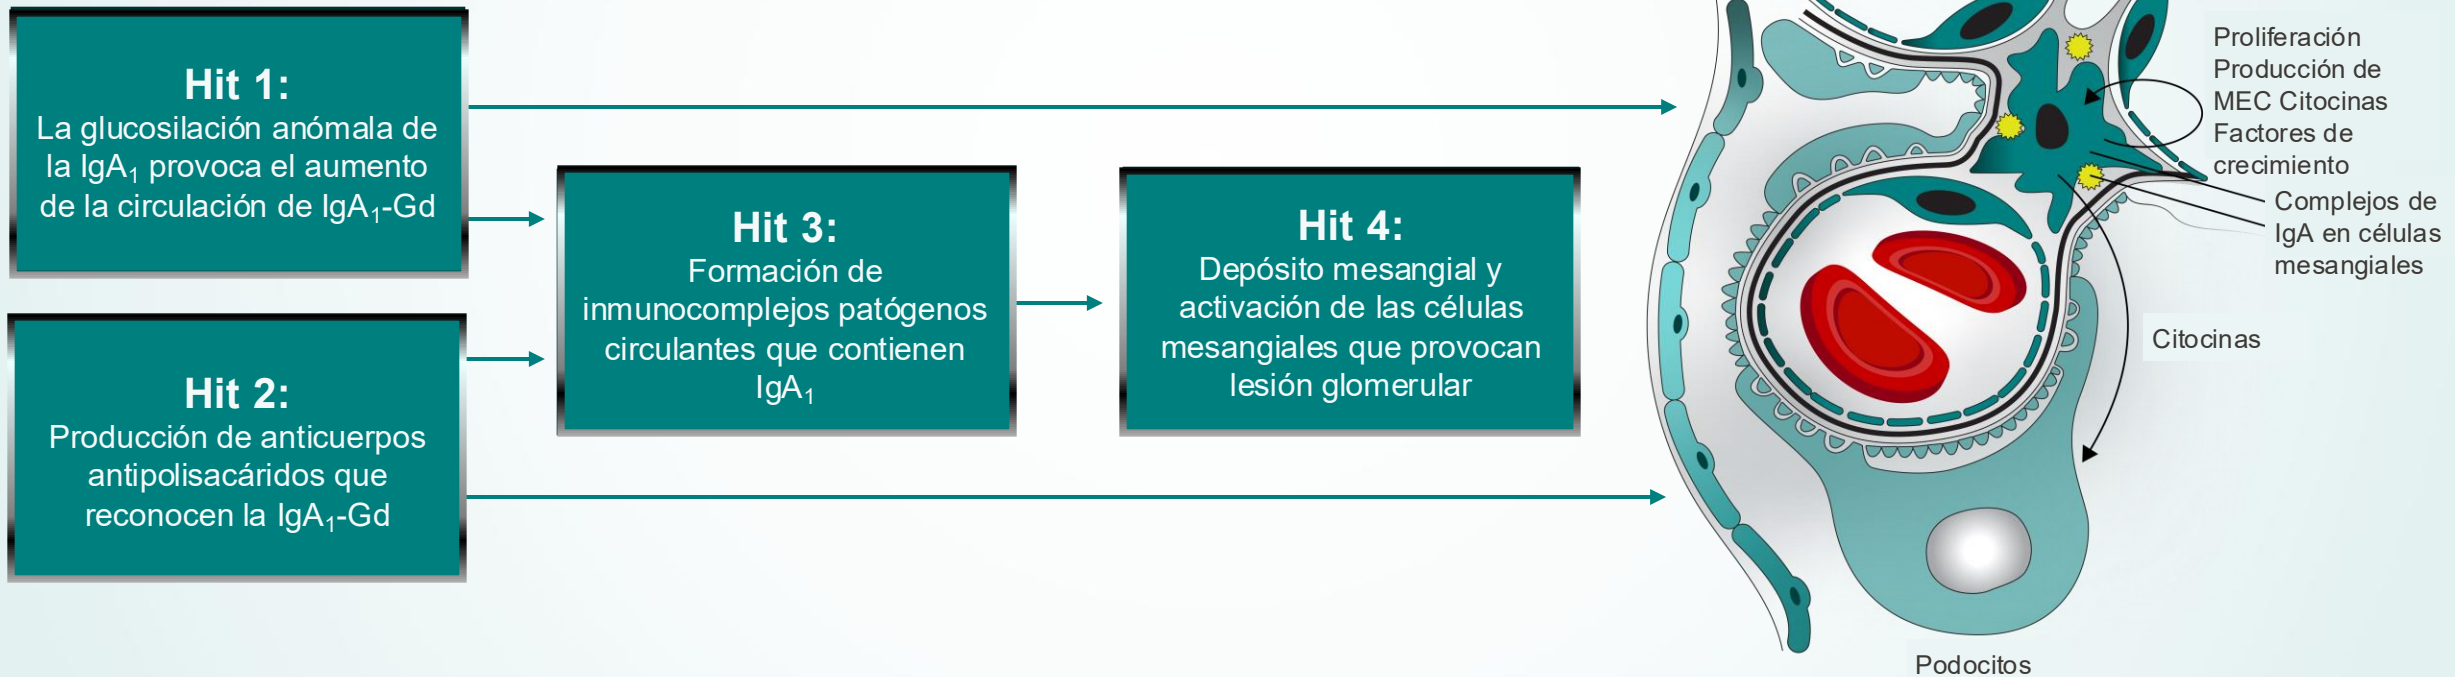 Hit 1:
La glucosilación anómala de
la IgA₁ provoca el aumento
de la circulación de IgA₁-Gd
Hit 2:
Producción de anticuerpos
antipolisacáridos que
reconocen la IgA₁-Gd
Hit 3:
Formación de
inmunocomplejos patógenos
circulantes que contienen
IgA₁
Hit 4:
Depósito mesangial y
activación de las células
mesangiales que provocan
lesión glomerular
Proliferación
Producción de
MEC Citocinas
Factores de
crecimiento
Complejos de
IgA en células
mesangiales
Citocinas
Podocitos